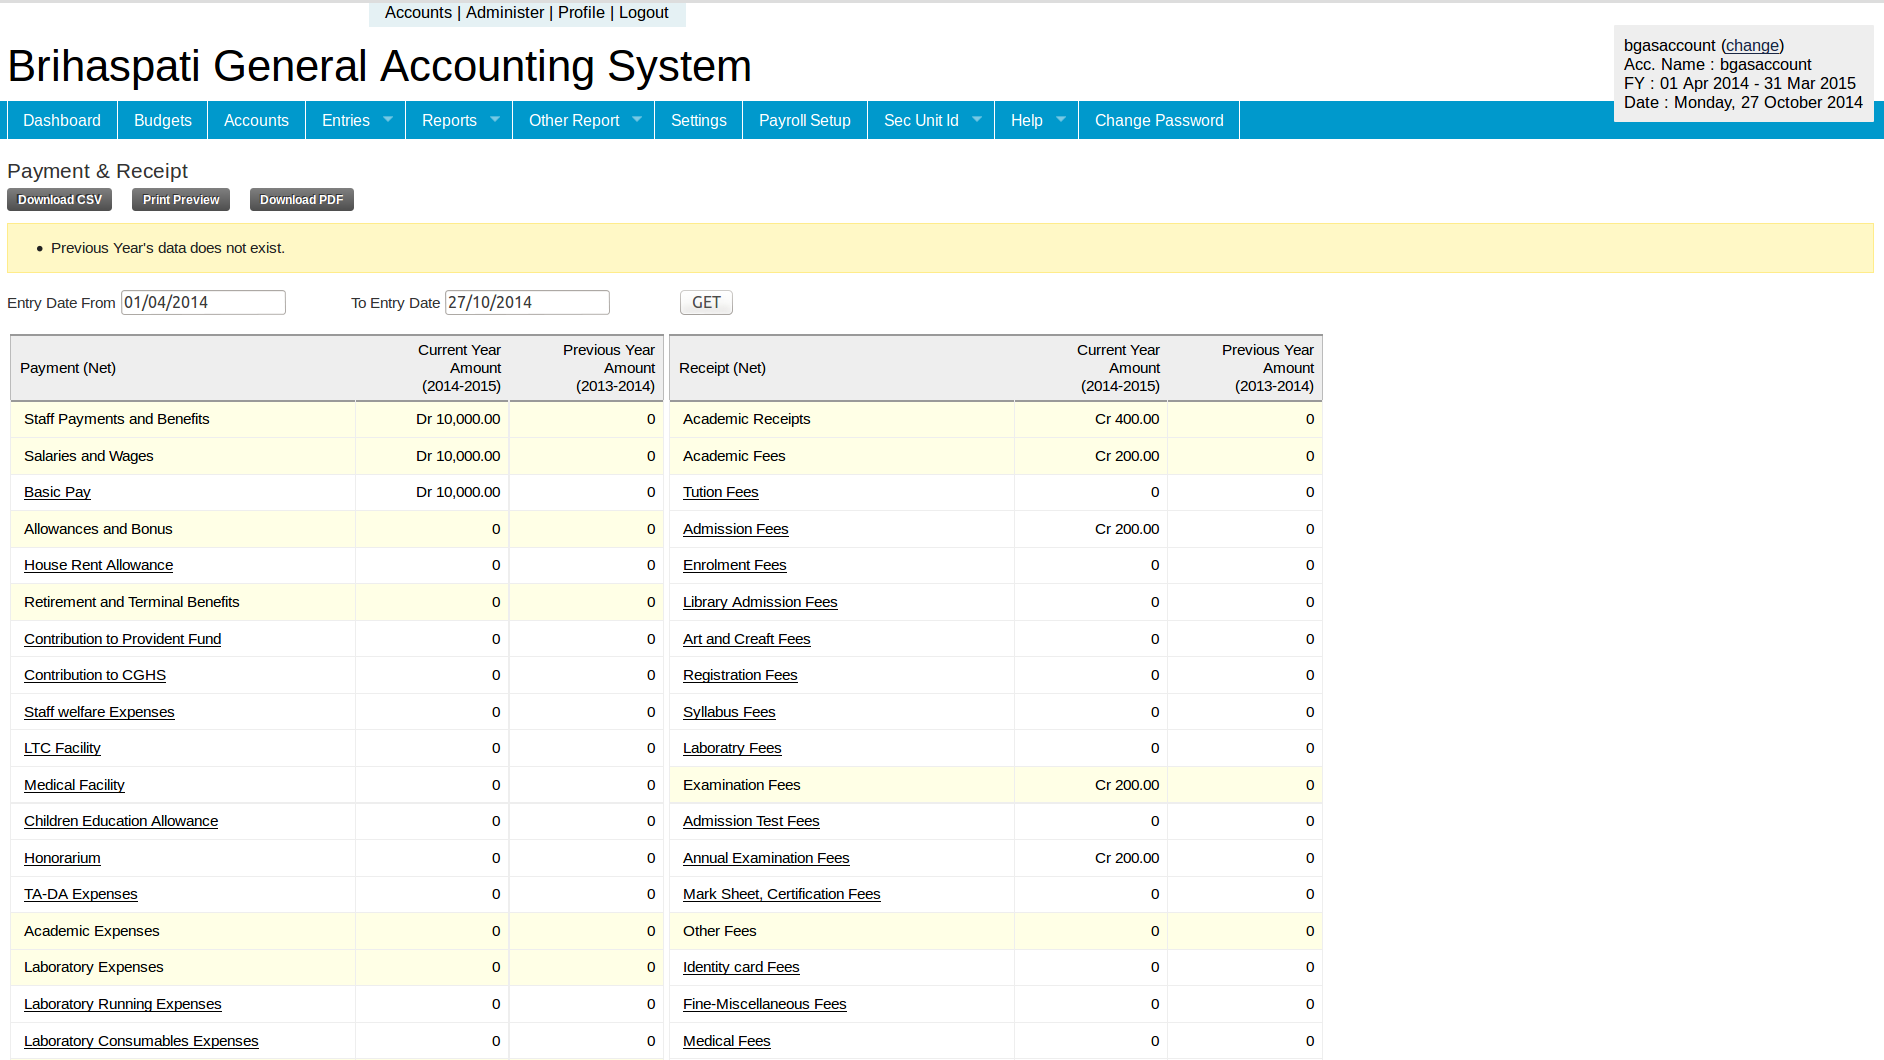 Accounts | Administer | Profile | Logout
Brihaspati General Accounting System
bgasaccount (change)
Acc. Name : bgasaccount
FY : 01 Apr 2014 - 31 Mar 2015
Date : Monday, 27 October 2014
Dashboard Budgets Accounts Entries Reports Other Report Settings Payroll Setup Sec Unit Id Help Change Password
Payment & Receipt
Download CSV Print Preview Download PDF
Previous Year's data does not exist.
Entry Date From 01/04/2014 To Entry Date 27/10/2014 GET
Payment (Net) Current Year Amount (2014-2015) Previous Year Amount (2013-2014) Receipt (Net) Current Year Amount (2014-2015) Previous Year Amount (2013-2014)
Staff Payments and Benefits Dr 10,000.00 0 Academic Receipts Cr 400.00 0
Salaries and Wages Dr 10,000.00 0 Academic Fees Cr 200.00 0
Basic Pay Dr 10,000.00 0 Tution Fees 0 0
Allowances and Bonus 0 0 Admission Fees Cr 200.00 0
House Rent Allowance 0 0 Enrolment Fees 0 0
Retirement and Terminal Benefits 0 0 Library Admission Fees 0 0
Contribution to Provident Fund 0 0 Art and Creaft Fees 0 0
Contribution to CGHS 0 0 Registration Fees 0 0
Staff welfare Expenses 0 0 Syllabus Fees 0 0
LTC Facility 0 0 Laboratry Fees 0 0
Medical Facility 0 0 Examination Fees Cr 200.00 0
Children Education Allowance 0 0 Admission Test Fees 0 0
Honorarium 0 0 Annual Examination Fees Cr 200.00 0
TA-DA Expenses 0 0 Mark Sheet, Certification Fees 0 0
Academic Expenses 0 0 Other Fees 0 0
Laboratory Expenses 0 0 Identity card Fees 0 0
Laboratory Running Expenses 0 0 Fine-Miscellaneous Fees 0 0
Laboratory Consumables Expenses 0 0 Medical Fees 0 0